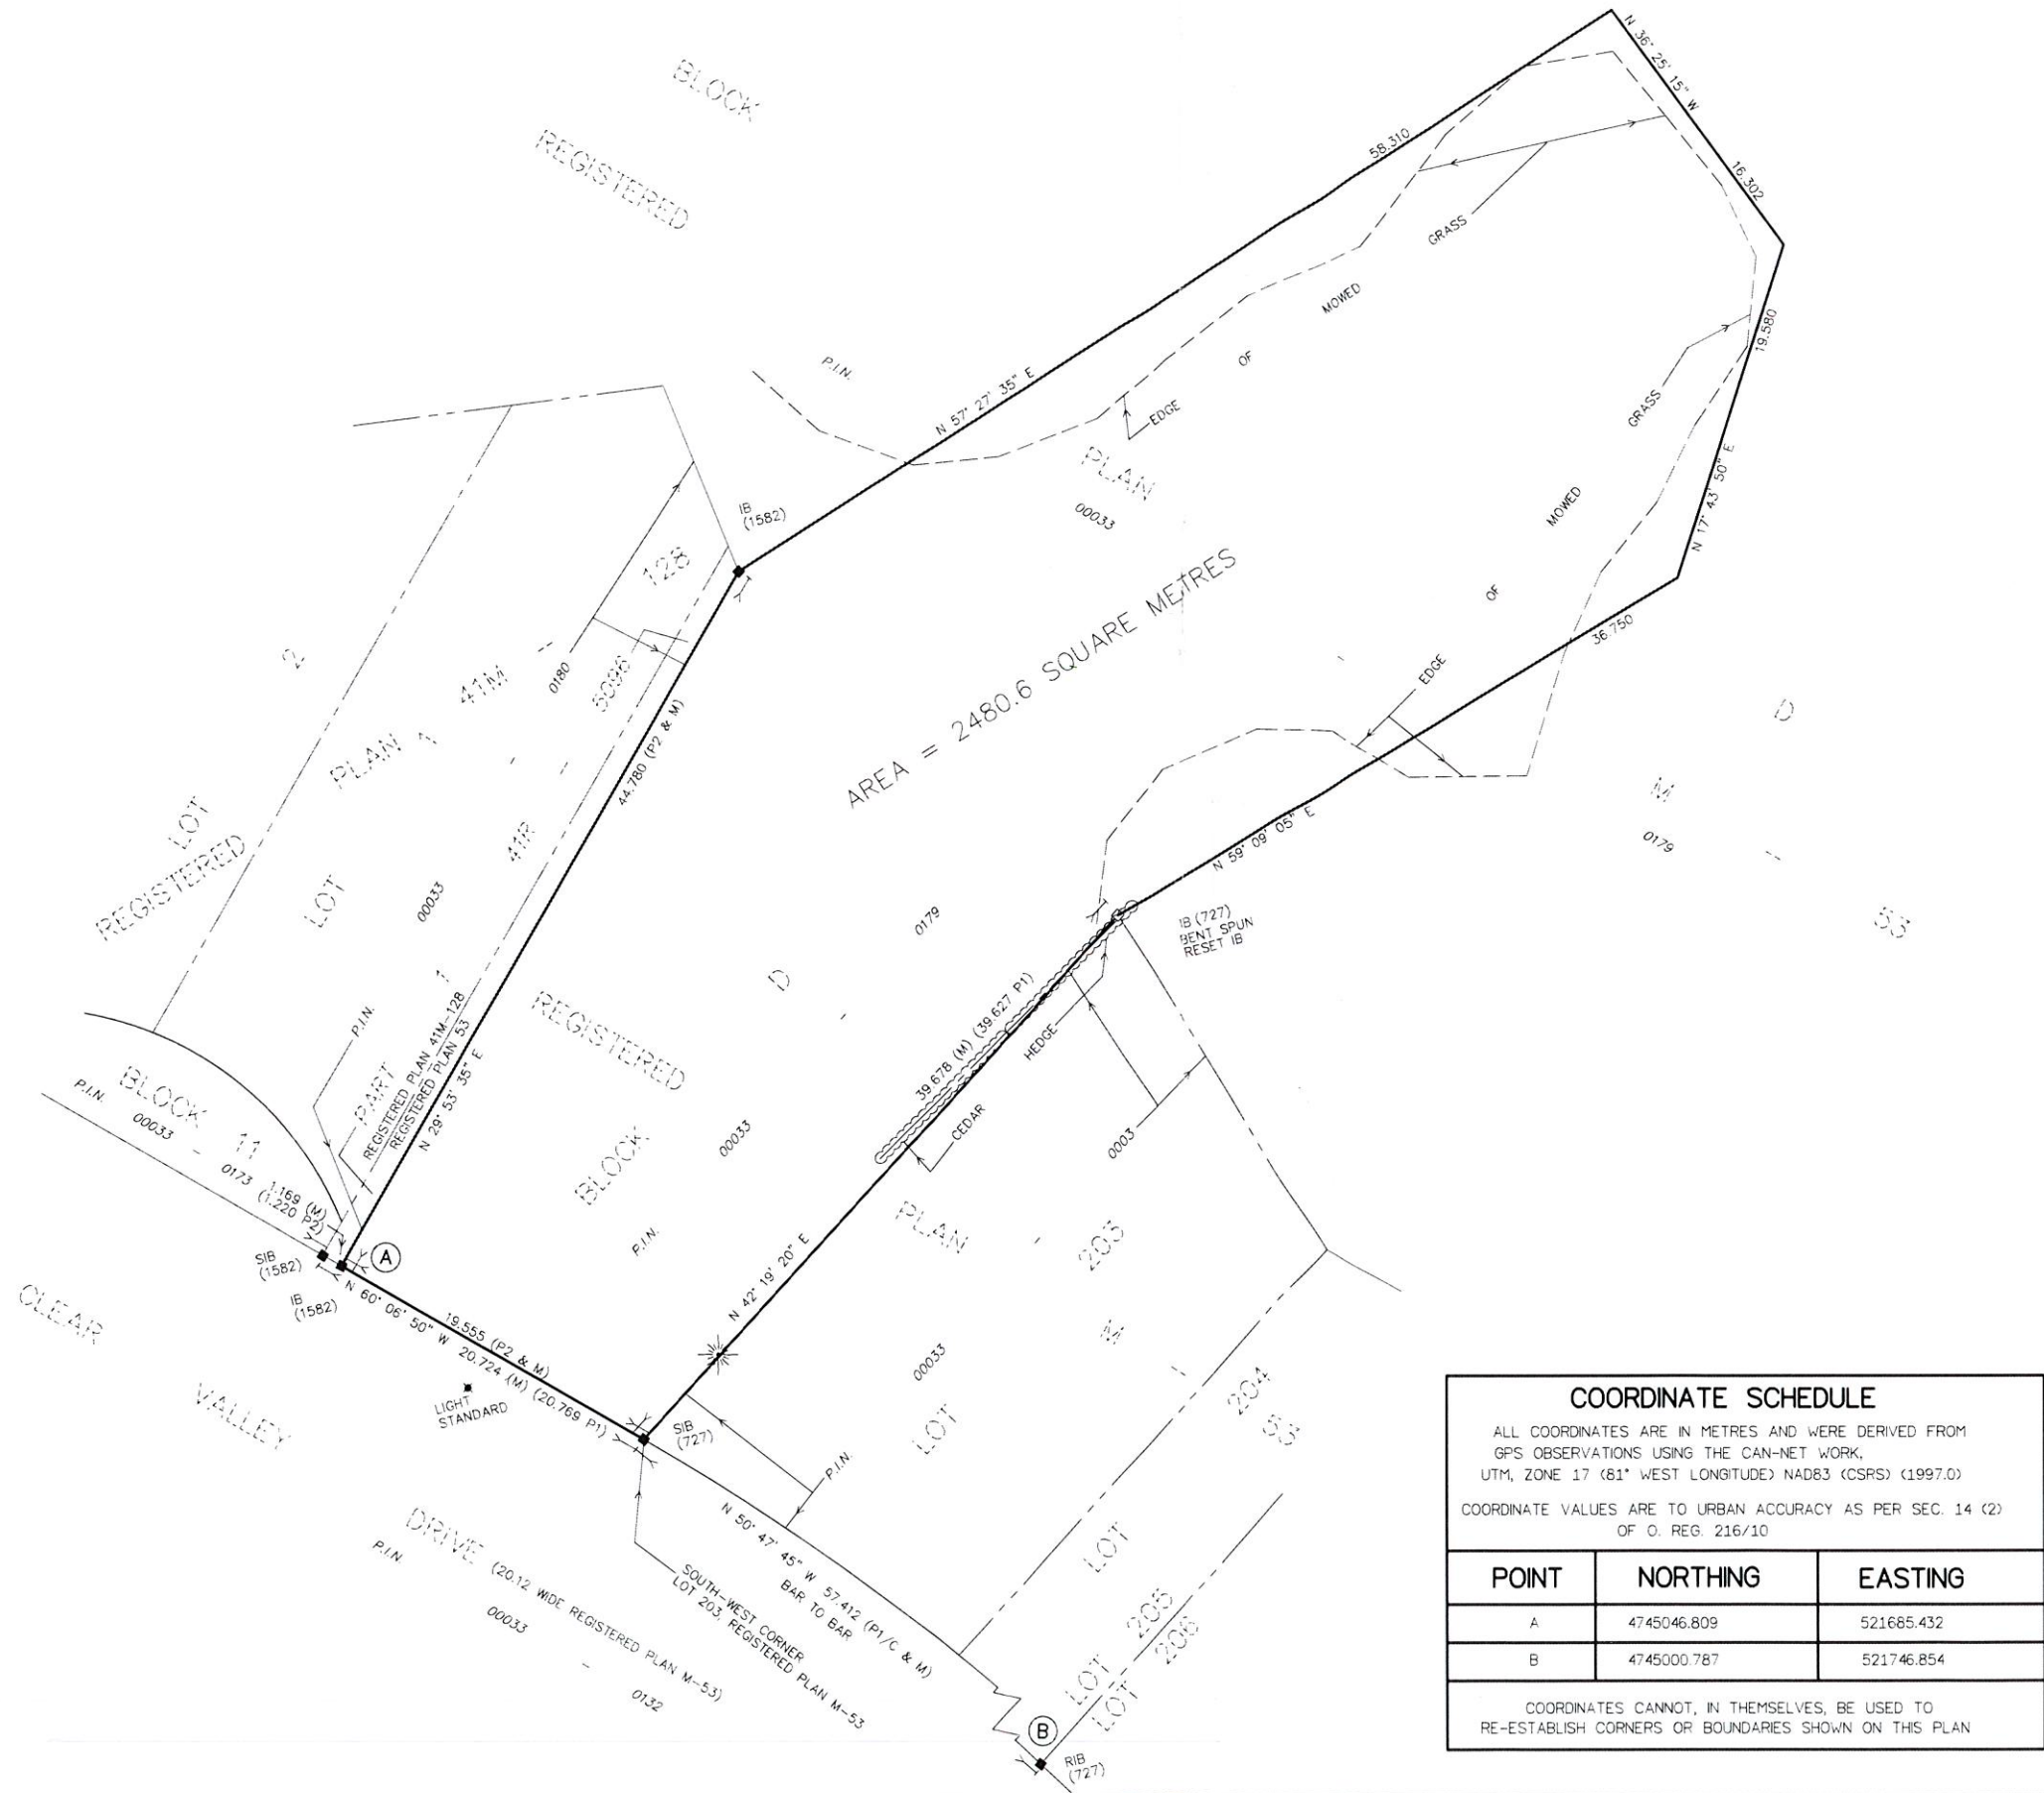 BLOCK
REGISTERED
N 36° 25' 15" W
16.302
58.310
GRASS
MOWED
OF
EDGE
N 57° 27' 35" E
P.I.N.
PLAN
00033
19.580
GRASS
N 17° 43' 50" E
MOWED
OF
EDGE
36.750
N 59° 09' 05" E
IB
(1582)
128
5096
0180
41M
-
2
PLAN
41R
-
44.780 (P2 & M)
AREA = 2480.6 SQUARE METRES
D
M
0179
-
53
LOT
REGISTERED
LOT
1
00033
0179
D
-
IB (727)
BENT SPUN
RESET IB
39.678 (M) (39.627 P1)
HEDGE
CEDAR
0003
P.I.N.
PART
1
REGISTERED PLAN 41M-128
REGISTERED PLAN 53
N 29° 53' 35" E
REGISTERED
BLOCK
00033
P.I.N.
P.I.N.
BLOCK 11
00033 - 0173
1.169 (M)
(1.220 P2)
SIB
(1582)
IB
(1582)
A
N 60° 06' 50" W 20.724 (M) (20.769 P1)
19.555 (P2 & M)
N 42° 19' 20" E
PLAN
-
203
M
-
53
00033
LOT
204
CLEAR
VALLEY
LIGHT
STANDARD
SIB
(727)
P.I.N.
DRIVE (20.12 WIDE REGISTERED PLAN M-53)
P.I.N.
00033
-
0132
SOUTH-WEST CORNER
LOT 203, REGISTERED PLAN M-53
N 50° 47' 45" W 57.412 (P1/C & M)
BAR TO BAR
LOT
LOT 205
LOT 206
B
RIB
(727)
COORDINATE SCHEDULE
ALL COORDINATES ARE IN METRES AND WERE DERIVED FROM
GPS OBSERVATIONS USING THE CAN-NET WORK,
UTM, ZONE 17 (81° WEST LONGITUDE) NAD83 (CSRS) (1997.0)
COORDINATE VALUES ARE TO URBAN ACCURACY AS PER SEC. 14 (2)
OF O. REG. 216/10
POINT NORTHING EASTING
A 4745046.809 521685.432
B 4745000.787 521746.854
COORDINATES CANNOT, IN THEMSELVES, BE USED TO
RE-ESTABLISH CORNERS OR BOUNDARIES SHOWN ON THIS PLAN